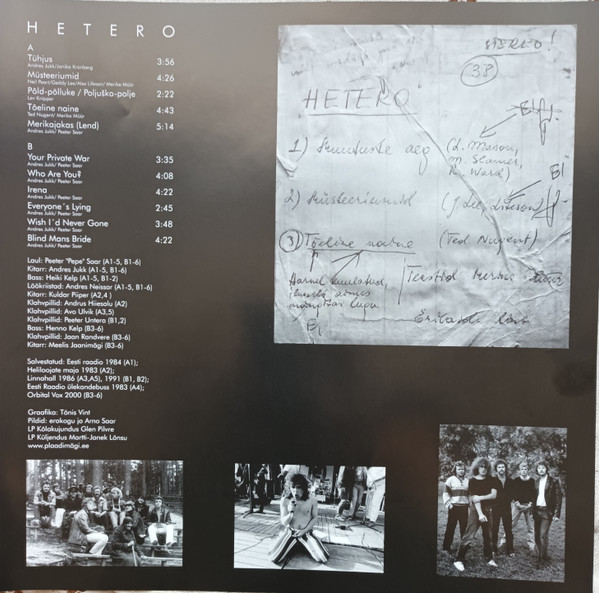 HETERO
A
Tühjus 3:56
Andres Jukk/Jannika Kronberg
Müsteeriumid 4:26
Neil Peart/Geddy Lee/Alex Lifeson/ Merike Müür
Põld-põlluke / Poljuško-polje 2:22
Lev Knipper
Tõeline naine 4:43
Ted Nugent/ Merike Müür
Merikajakas (Lend) 5:14
Andres Jukk/ Peeter Saar
B
Your Private War 3:35
Andres Jukk/ Peeter Saar
Who Are You? 4:08
Andres Jukk/ Peeter Saar
Irena 4:22
Andres Jukk/ Peeter Saar
Everyone´s Lying 2:45
Andres Jukk/ Peeter Saar
Wish I´d Never Gone 3:48
Andres Jukk/ Peeter Saar
Blind Mans Bride 4:22
Andres Jukk/ Peeter Saar
Laul: Peeter "Pepe" Saar (A1-5, B1-6)
Kitarr: Andres Jukk (A1-5, B1-6)
Bass: Heiki Kelp (A1-5, B1-2)
Löökriistad: Andres Neissar (A1-5, B1-6)
Kitarr: Kuldar Piiper (A2,4 )
Klahvpillid: Andrus Hiiesalu (A2)
Klahvpillid: Avo Ulvik (A3,5)
Klahvpillid: Peeter Untera (B1,2)
Bass: Henno Kelp (B3-6)
Klahvpillid: Jaan Randvere (B3-6)
Kitarr: Meelis Jaanimägi (B3-6)
Salvestatud: Eesti raadio 1984 (A1);
Heliloojate maja 1983 (A2);
Linnahall 1986 (A3,A5), 1991 (B1, B2);
Eesti Raadio ülekandebuss 1983 (A4);
Orbital Vox 2000 (B3-6)
Graafika: Tõnis Vint
Pildid: erakogu ja Arno Saar
LP Kõlakujundus Glen Pilvre
LP Küljendus Martti-Janek Lõnsu
www.plaadimägi.ee
STEREO!
38
HETERO
1) aeg
2) Müsteeriumid
3) Tõeline naine (Ted Nugent)
Tekstid